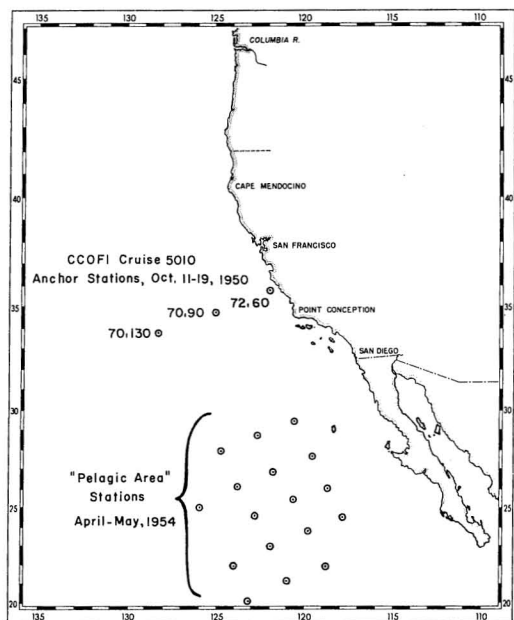 135 130 125 120 115 110
COLUMBIA R.
45 45
CAPE MENDOCINO
40 40
SAN FRANCISCO
CCOFI Cruise 5010
Anchor Stations, Oct. 11-19, 1950
72.60
35 35
70.90
POINT CONCEPTION
70.130
SAN DIEGO
30 30
"Pelagic Area"
Stations
25 25
April-May, 1954
20 20
135 130 125 120 115 110